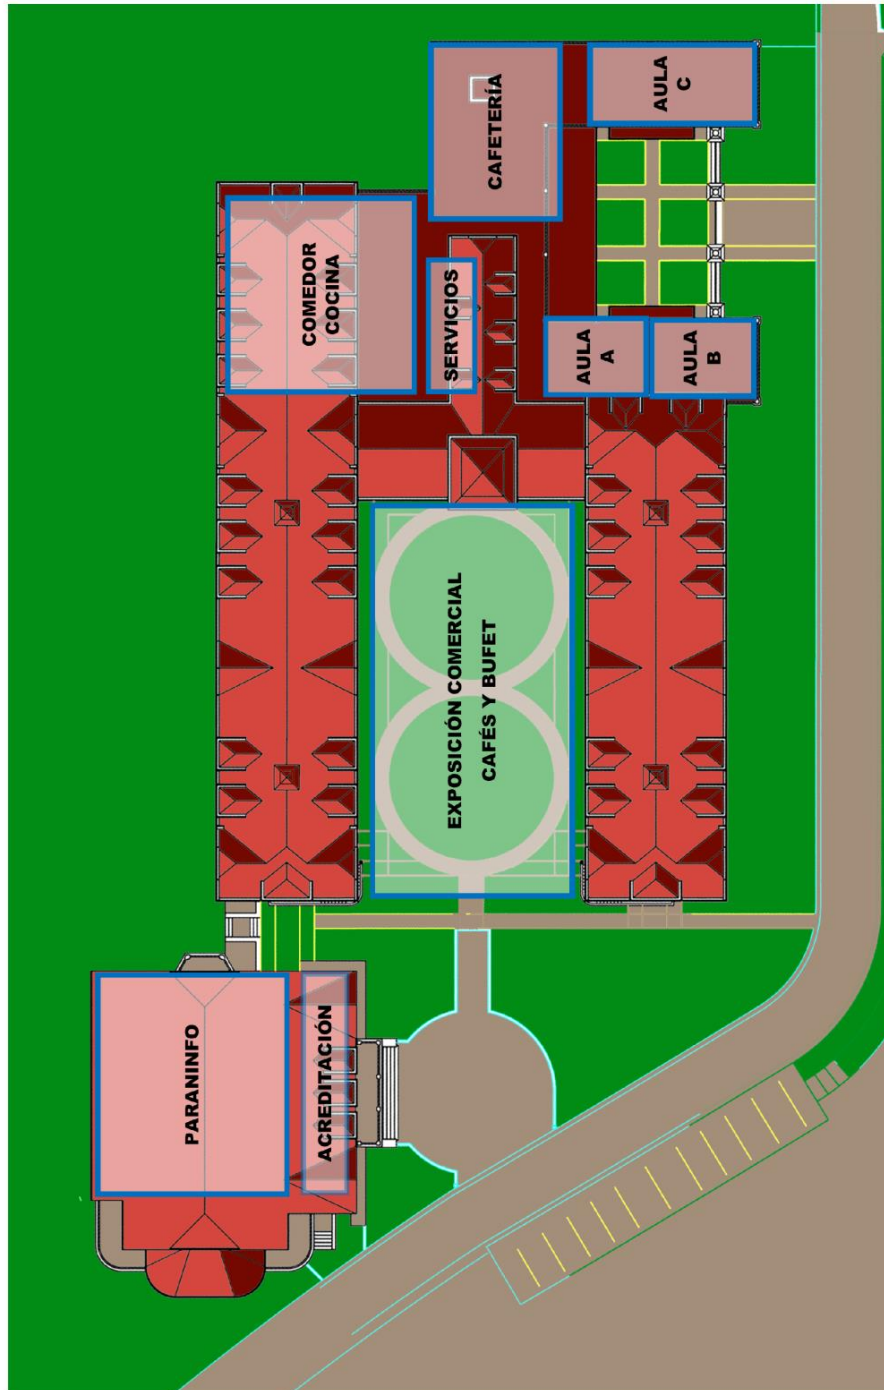 CAFETERÍA
AULA
C
COMEDOR
COCINA
SERVICIOS
AULA
A
AULA
B
EXPOSICIÓN COMERCIAL
CAFÉS Y BUFET
PARANINFO
ACREDITACIÓN